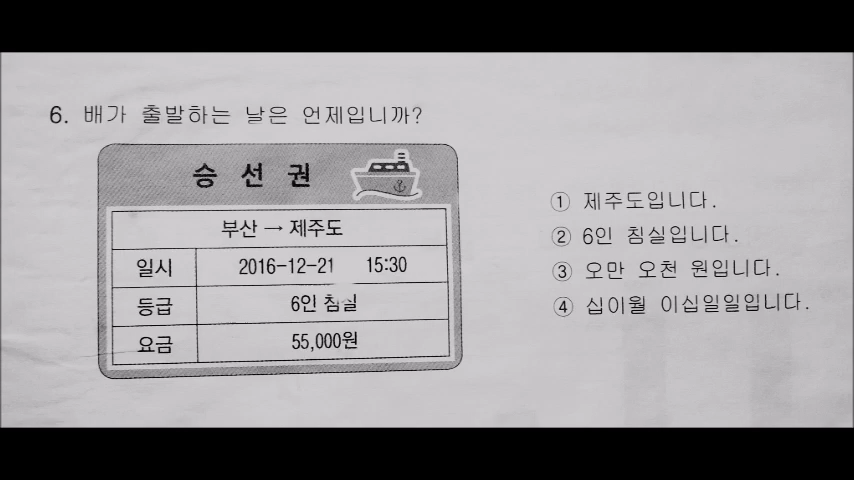 6. 배가 출발하는 날은 언제입니까?
승 선 권
부산 → 제주도
일시 2016-12-21 15:30
등급 6인 침실
요금 55,000원
① 제주도입니다.
② 6인 침실입니다.
③ 오만 오천 원입니다.
④ 십이월 이십일일입니다.